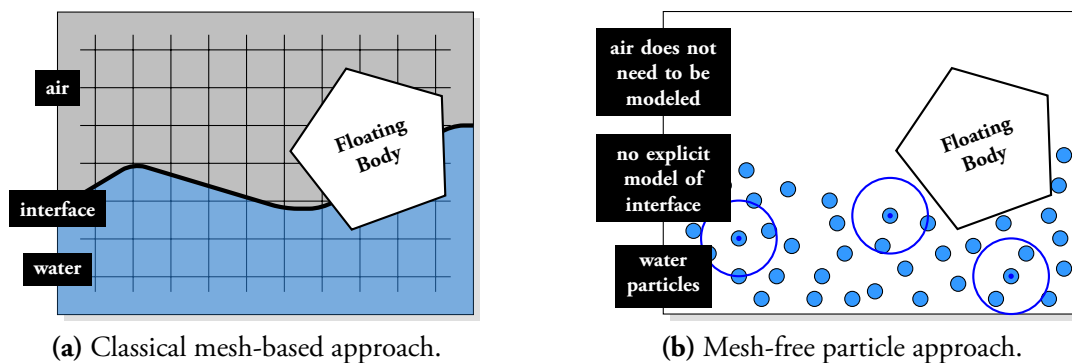 air
interface
water
Floating
Body
(a) Classical mesh-based approach.
air does not
need to be
modeled
no explicit
model of
interface
water
particles
Floating
Body
(b) Mesh-free particle approach.